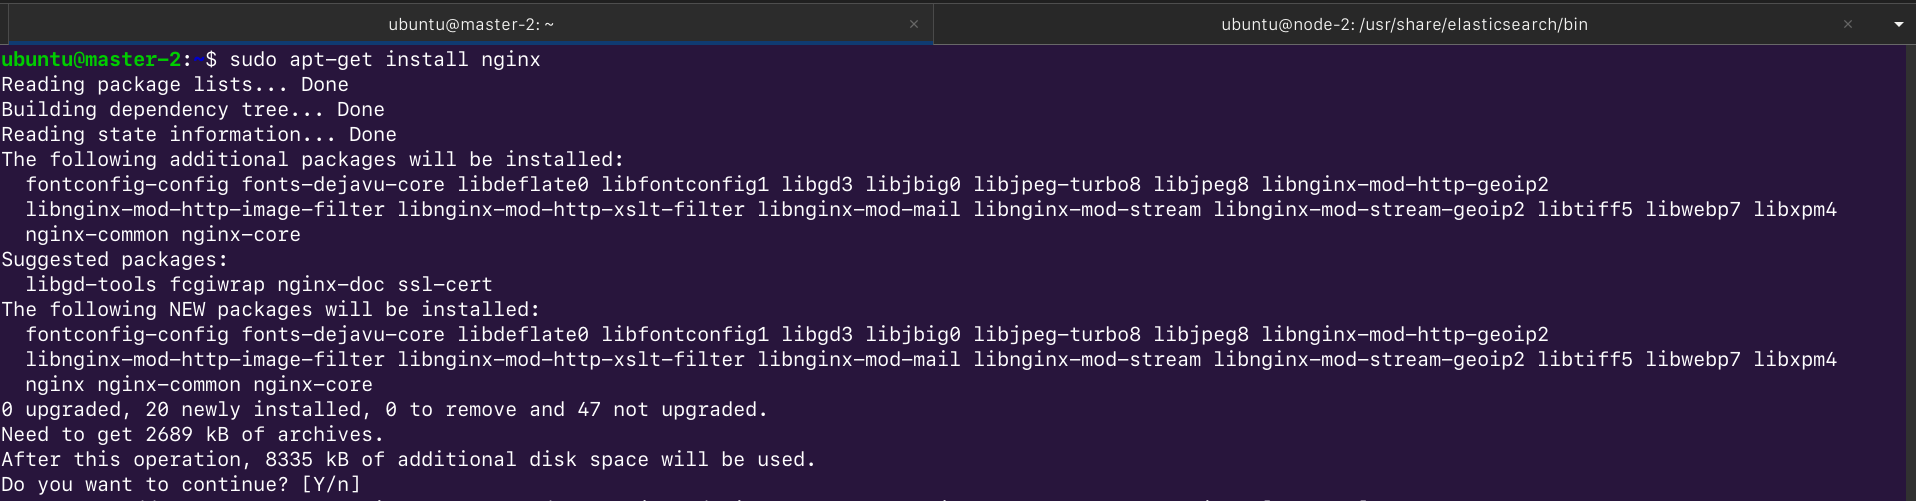 ubuntu@master-2: ~
ubuntu@node-2: /usr/share/elasticsearch/bin
ubuntu@master-2:~$ sudo apt-get install nginx
Reading package lists... Done
Building dependency tree... Done
Reading state information... Done
The following additional packages will be installed:
  fontconfig-config fonts-dejavu-core libdeflate0 libfontconfig1 libgd3 libjbig0 libjpeg-turbo8 libjpeg8 libnginx-mod-http-geoip2
  libnginx-mod-http-image-filter libnginx-mod-http-xslt-filter libnginx-mod-mail libnginx-mod-stream libnginx-mod-stream-geoip2 libtiff5 libwebp7 libxpm4
  nginx-common nginx-core
Suggested packages:
  libgd-tools fcgiwrap nginx-doc ssl-cert
The following NEW packages will be installed:
  fontconfig-config fonts-dejavu-core libdeflate0 libfontconfig1 libgd3 libjbig0 libjpeg-turbo8 libjpeg8 libnginx-mod-http-geoip2
  libnginx-mod-http-image-filter libnginx-mod-http-xslt-filter libnginx-mod-mail libnginx-mod-stream libnginx-mod-stream-geoip2 libtiff5 libwebp7 libxpm4
  nginx nginx-common nginx-core
0 upgraded, 20 newly installed, 0 to remove and 47 not upgraded.
Need to get 2689 kB of archives.
After this operation, 8335 kB of additional disk space will be used.
Do you want to continue? [Y/n]